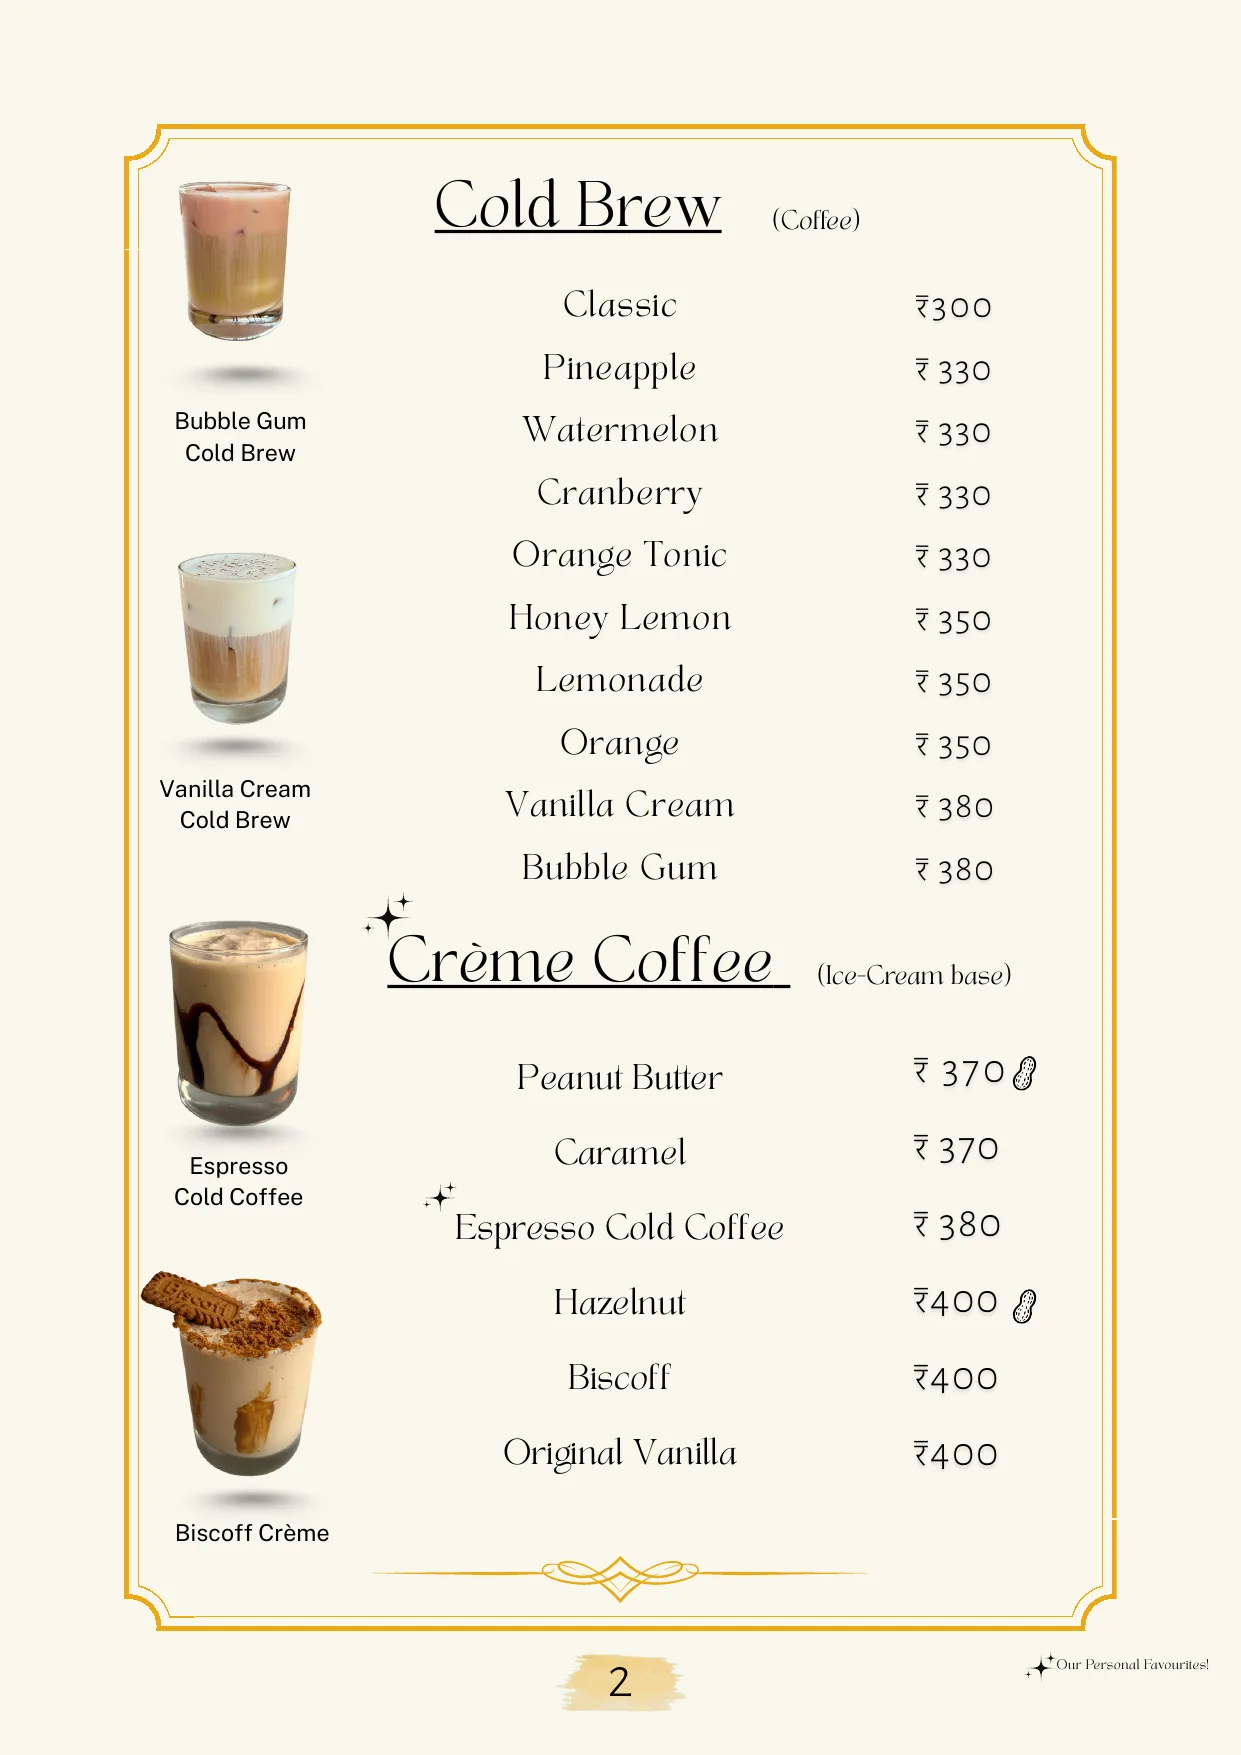 Cold Brew (Coffee)
Classic ₹300
Pineapple ₹ 330
Watermelon ₹ 330
Cranberry ₹ 330
Orange Tonic ₹ 330
Honey Lemon ₹ 350
Lemonade ₹ 350
Orange ₹ 350
Vanilla Cream ₹ 380
Bubble Gum ₹ 380
Bubble Gum
Cold Brew
Vanilla Cream
Cold Brew
Crème Coffee (Ice-Cream base)
Peanut Butter ₹ 370
Caramel ₹ 370
Espresso Cold Coffee ₹ 380
Hazelnut ₹400
Biscoff ₹400
Original Vanilla ₹400
Espresso
Cold Coffee
Biscoff Crème
2
Our Personal Favourites!